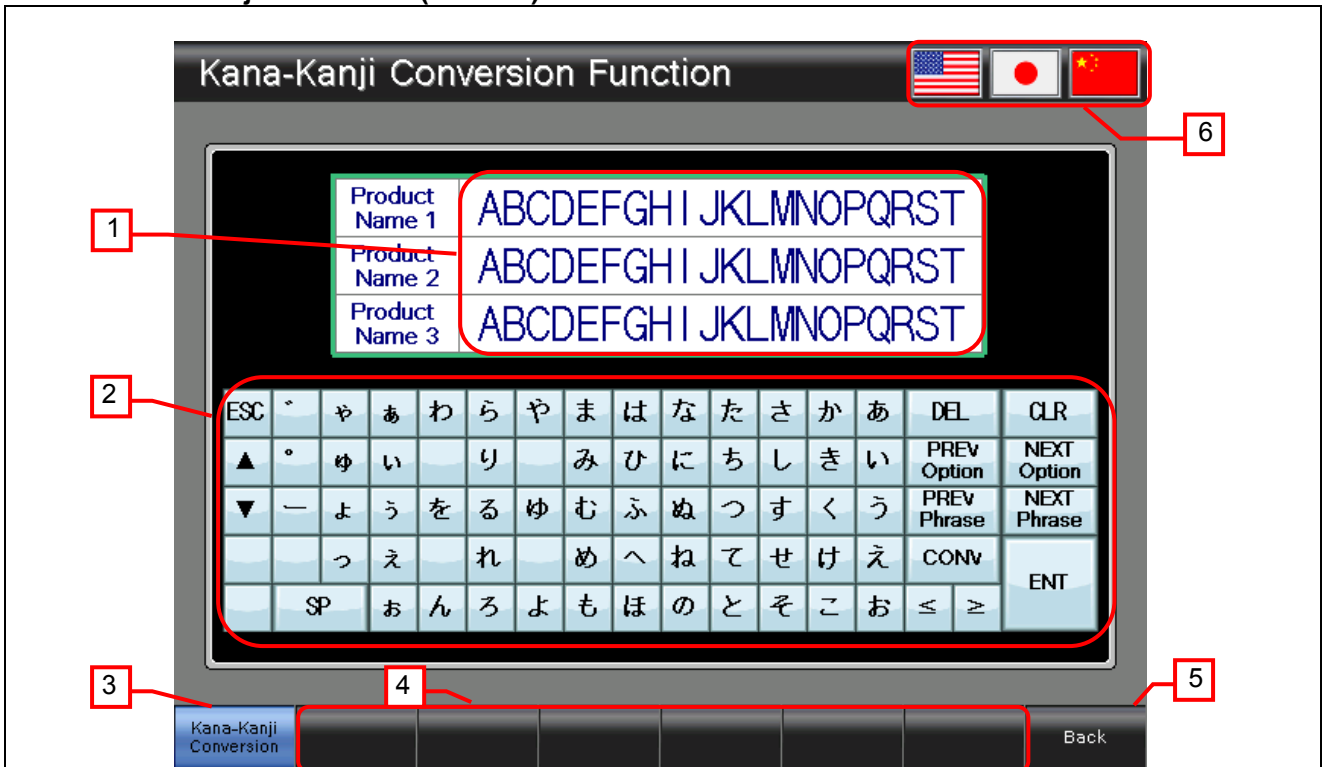 Kana-Kanji Conversion Function
6
1
Product Name 1 ABCDEFGHIJKLMNOPQRST
Product Name 2 ABCDEFGHIJKLMNOPQRST
Product Name 3 ABCDEFGHIJKLMNOPQRST
2
ESC ゛ ゃ ぁ わ ら や ま は な た さ か あ DEL CLR
▲ ゜ ゅ ぃ り み ひ に ち し き い PREV Option NEXT Option
▼ ー ょ ぅ を る ゆ む ふ ぬ つ す く う PREV Phrase NEXT Phrase
っ ぇ れ め へ ね て せ け え CONV ENT
SP ぉ ん ろ よ も ほ の と そ こ お ≤ ≥
3
4
5
Kana-Kanji Conversion
Back